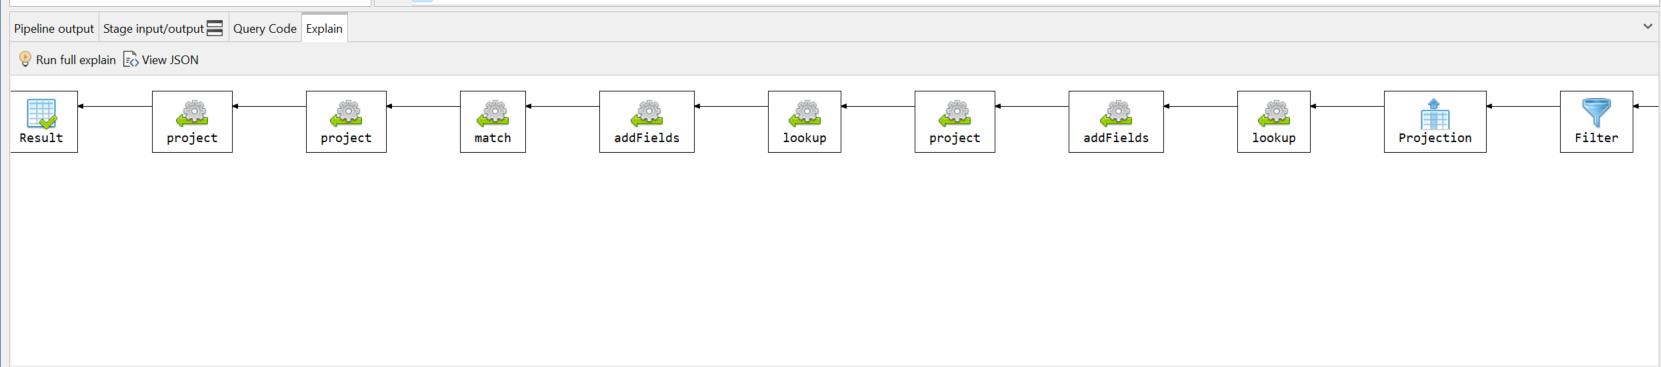 Pipeline output Stage input/output Query Code Explain
Run full explain View JSON
Result project project match addFields lookup project addFields lookup Projection Filter